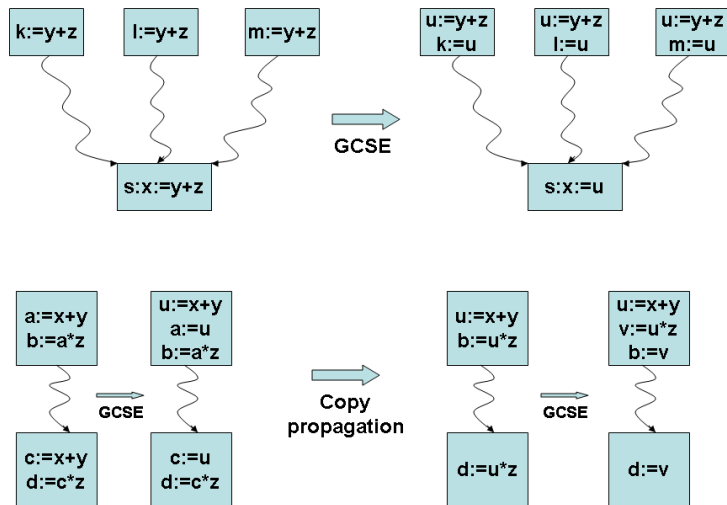 k:=y+z
l:=y+z
m:=y+z
s:x:=y+z
GCSE
u:=y+z
k:=u
u:=y+z
l:=u
u:=y+z
m:=u
s:x:=u
a:=x+y
b:=a*z
c:=x+y
d:=c*z
GCSE
u:=x+y
a:=u
b:=a*z
c:=u
d:=c*z
Copy
propagation
u:=x+y
b:=u*z
d:=u*z
GCSE
u:=x+y
v:=u*z
b:=v
d:=v